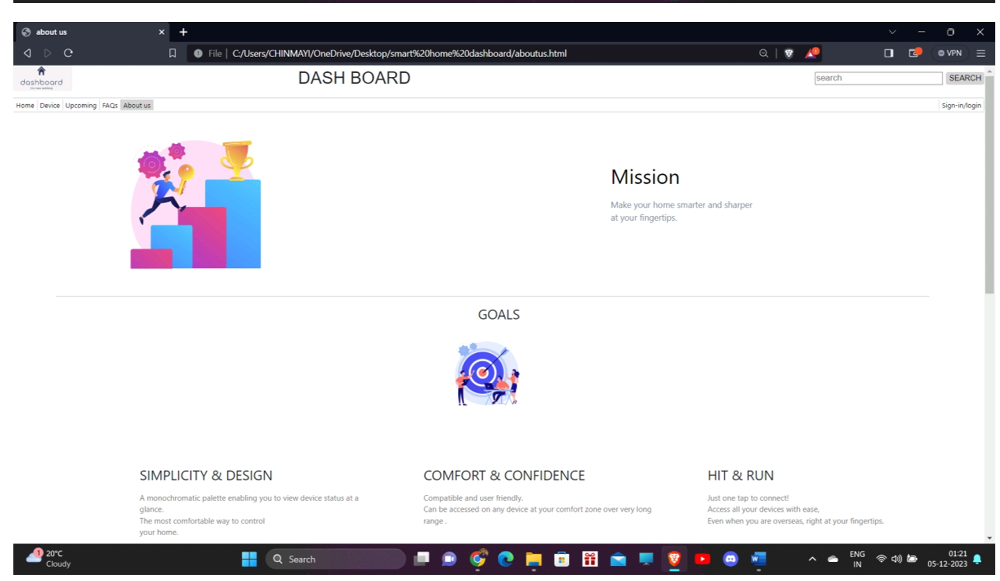 about us
File | C:/Users/CHINMAYI/OneDrive/Desktop/smart%20home%20dashboard/aboutus.html
VPN
dashboard
DASH BOARD
search
SEARCH
Home Device Upcoming FAQs About us
Sign-in/login
Mission
Make your home smarter and sharper
at your fingertips.
GOALS
SIMPLICITY & DESIGN
A monochromatic palette enabling you to view device status at a
glance.
The most comfortable way to control
your home.
COMFORT & CONFIDENCE
Compatible and user friendly.
Can be accessed on any device at your comfort zone over very long
range .
HIT & RUN
Just one tap to connect!
Access all your devices with ease,
Even when you are overseas, right at your fingertips.
1
20°C
Cloudy
Search
ENG
IN
01:21
05-12-2023